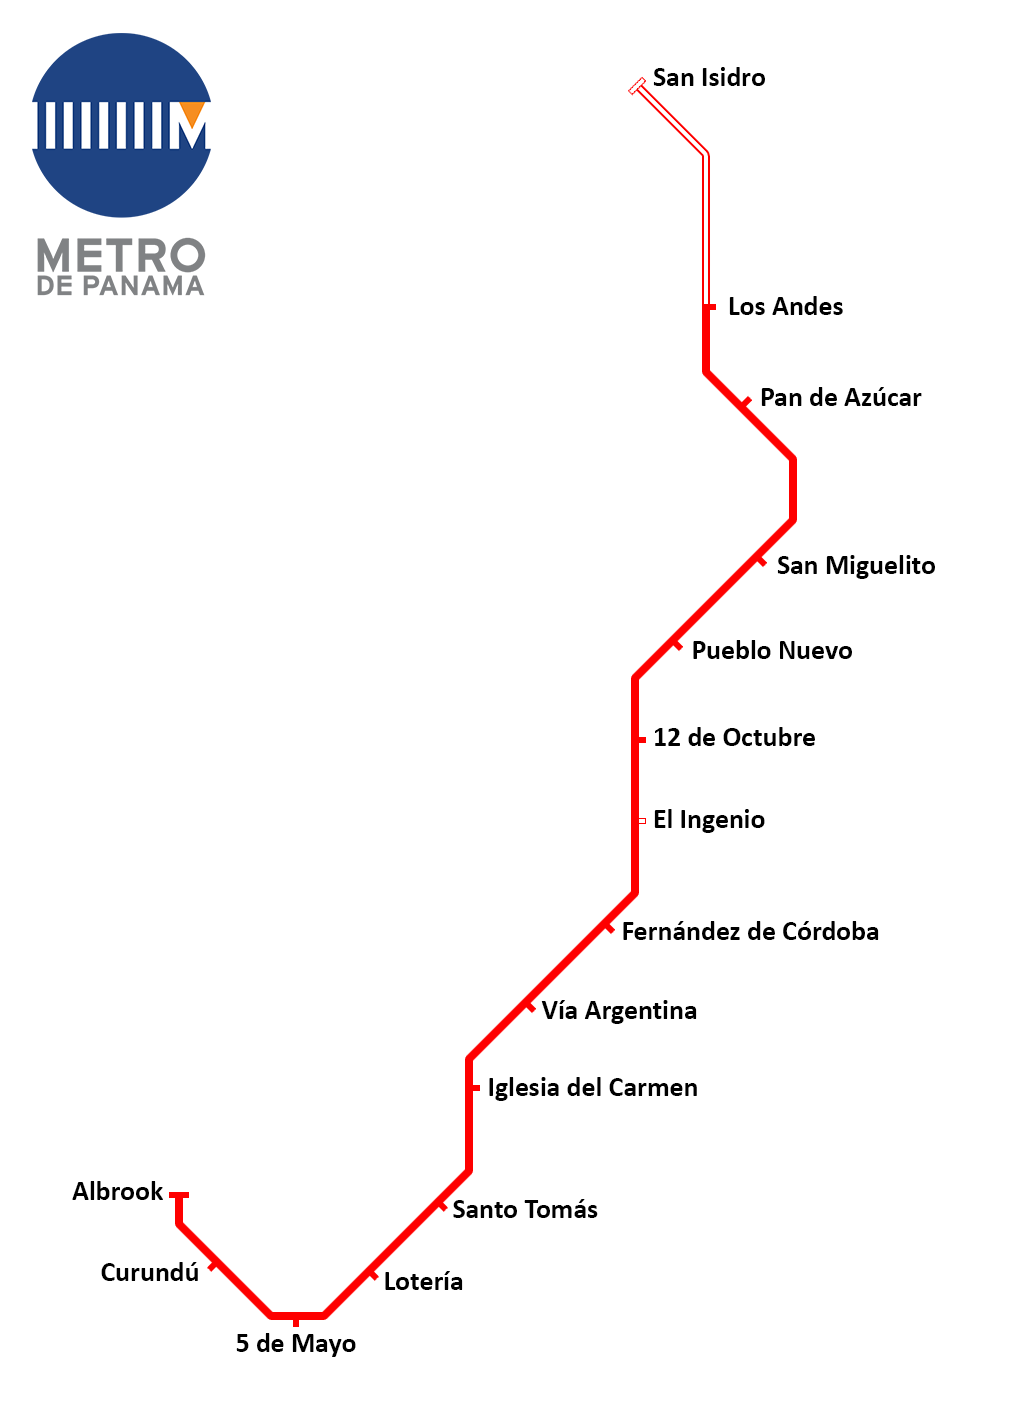 METRO
DE PANAMA
San Isidro
Los Andes
Pan de Azúcar
San Miguelito
Pueblo Nuevo
12 de Octubre
El Ingenio
Fernández de Córdoba
Vía Argentina
Iglesia del Carmen
Albrook
Santo Tomás
Curundú
Lotería
5 de Mayo